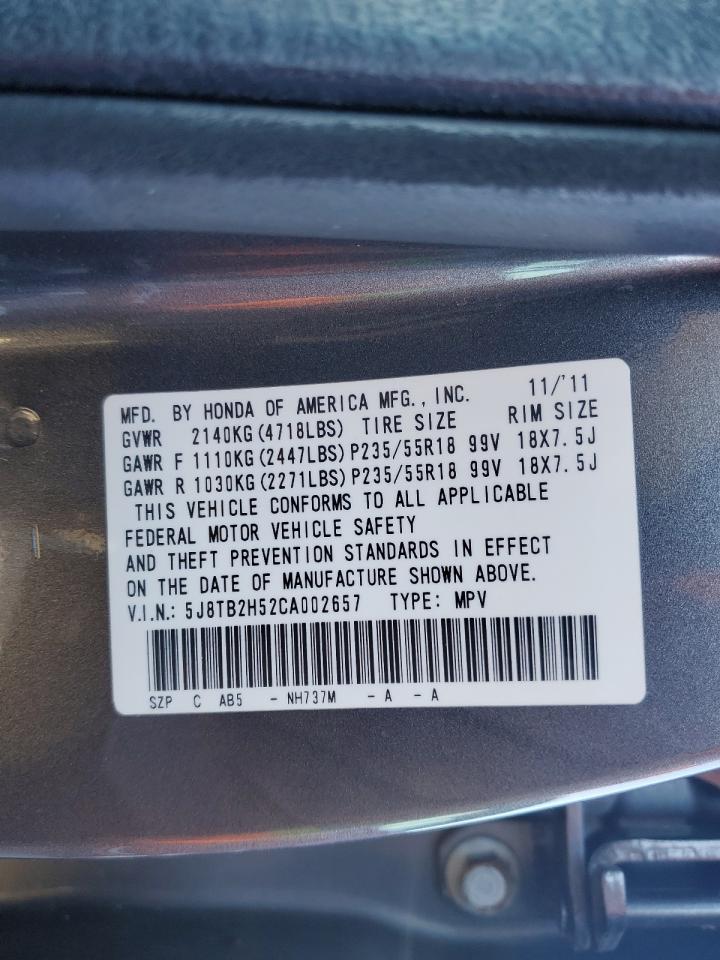 MFD. BY HONDA OF AMERICA MFG., INC. 11/'11
GVWR 2140KG(4718LBS) TIRE SIZE RIM SIZE
GAWR F 1110KG(2447LBS)P235/55R18 99V 18X7.5J
GAWR R 1030KG(2271LBS)P235/55R18 99V 18X7.5J
THIS VEHICLE CONFORMS TO ALL APPLICABLE
FEDERAL MOTOR VEHICLE SAFETY
AND THEFT PREVENTION STANDARDS IN EFFECT
ON THE DATE OF MANUFACTURE SHOWN ABOVE.
V.I.N.: 5J8TB2H52CA002657 TYPE: MPV
SZP C AB5 - NH737M - A - A